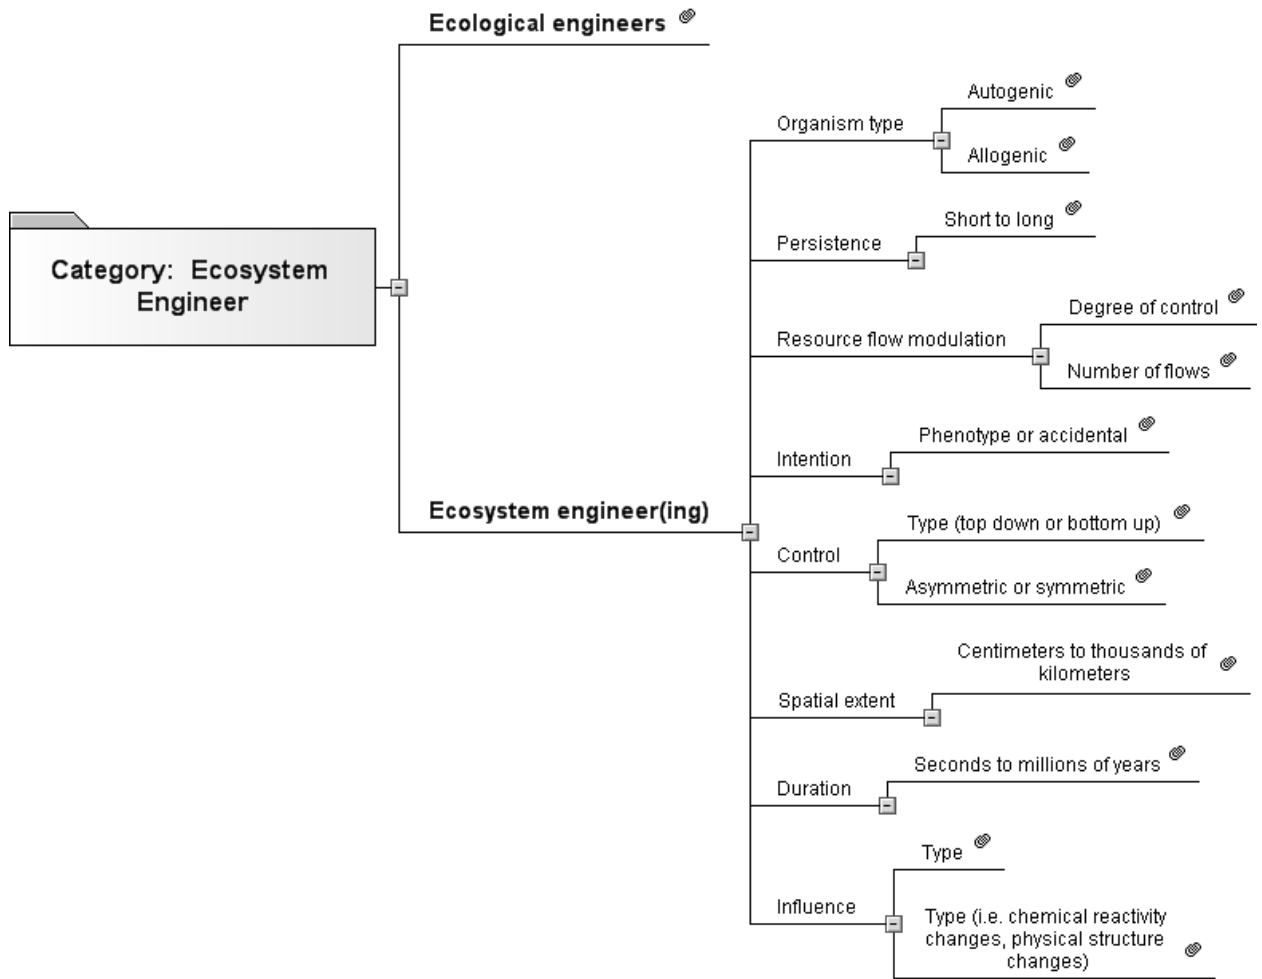 Ecological engineers
Autogenic
Organism type
Allogenic
Short to long
Persistence
Category: Ecosystem
Engineer
Degree of control
Resource flow modulation
Number of flows
Phenotype or accidental
Intention
Ecosystem engineer(ing)
Type (top down or bottom up)
Control
Asymmetric or symmetric
Centimeters to thousands of
kilometers
Spatial extent
Seconds to millions of years
Duration
Type
Influence
Type (i.e. chemical reactivity
changes, physical structure
changes)